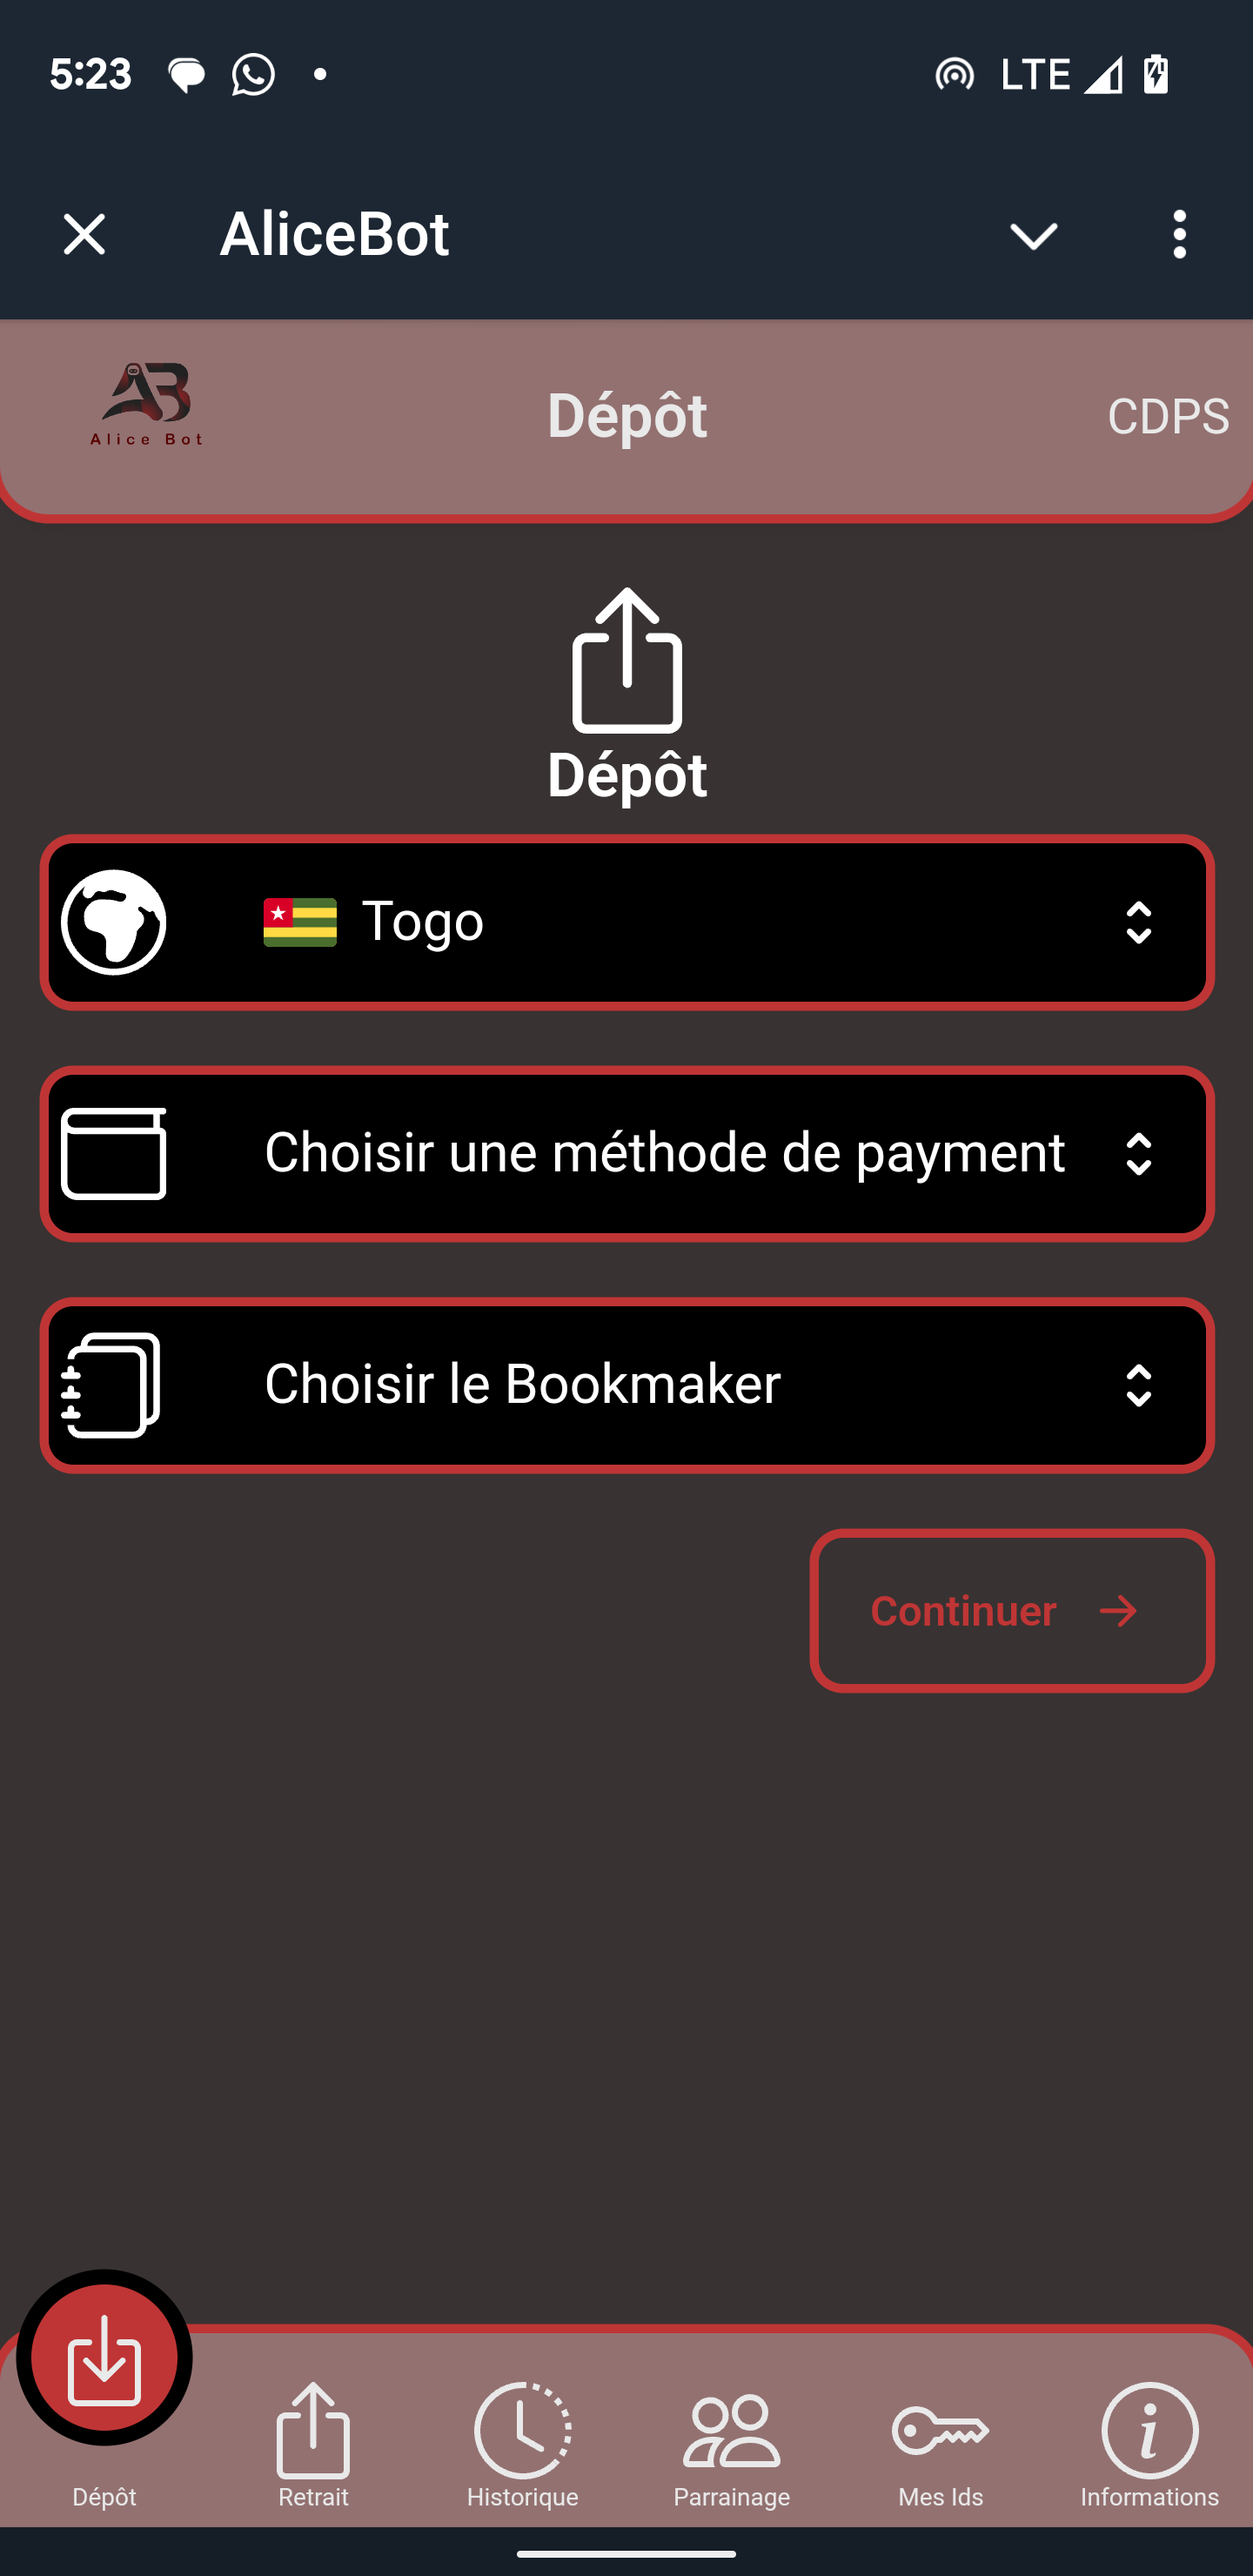 5:23
LTE
AliceBot
Alice Bot
Dépôt
CDPS
Dépôt
Togo
Choisir une méthode de payment
Choisir le Bookmaker
Continuer
Dépôt
Retrait
Historique
Parrainage
Mes Ids
Informations